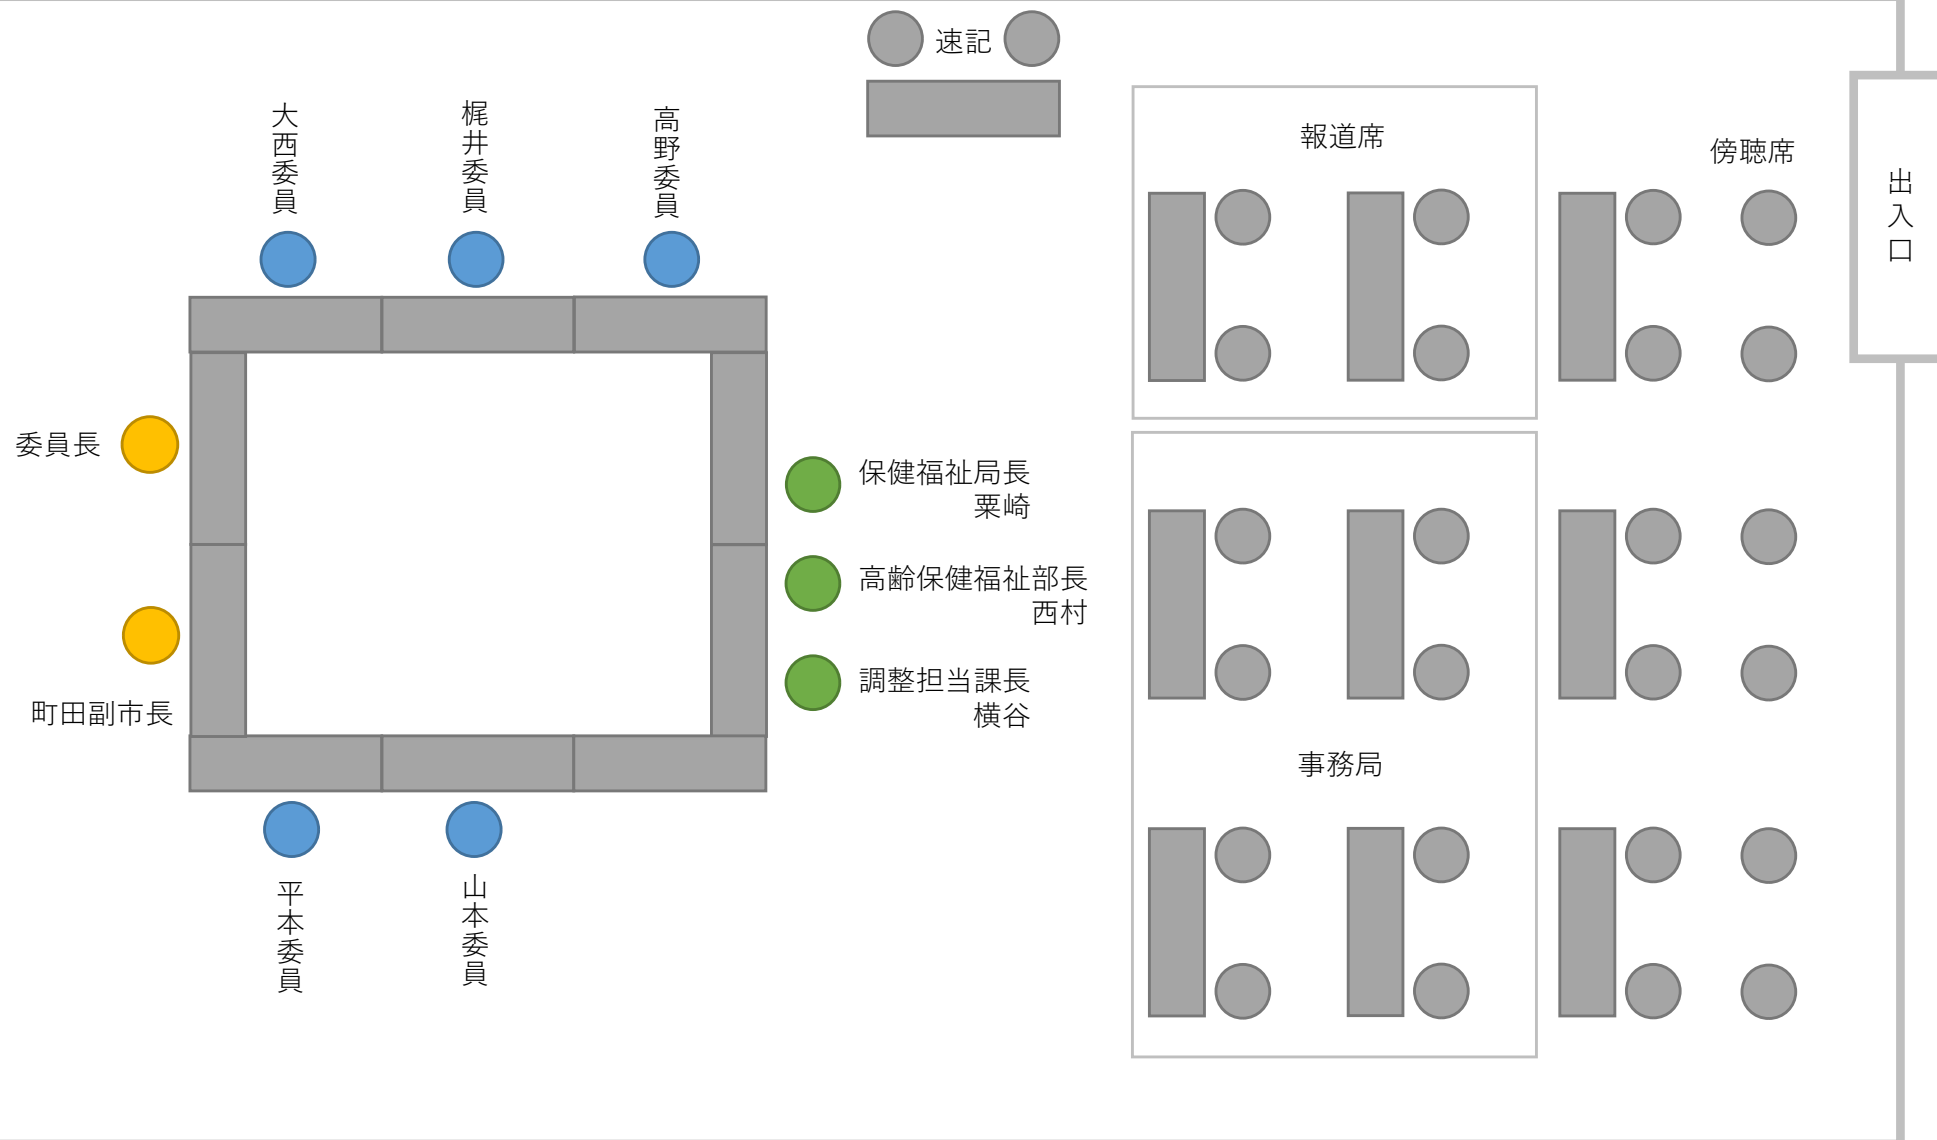 速記
大西委員
梶井委員
高野委員
報道席
傍聴席
出入口
委員長
保健福祉局長
粟崎
高齢保健福祉部長
西村
調整担当課長
横谷
町田副市長
事務局
平本委員
山本委員